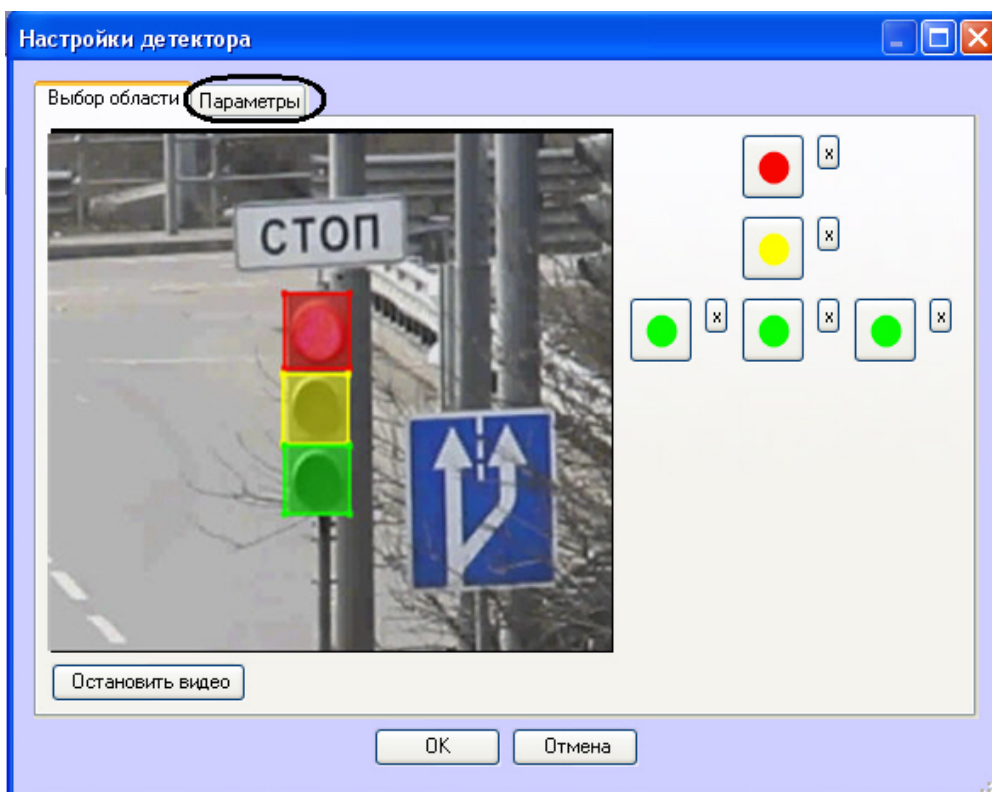 Настройки детектора
Выбор области Параметры
СТОП
x
x
x x x
Остановить видео
OK Отмена